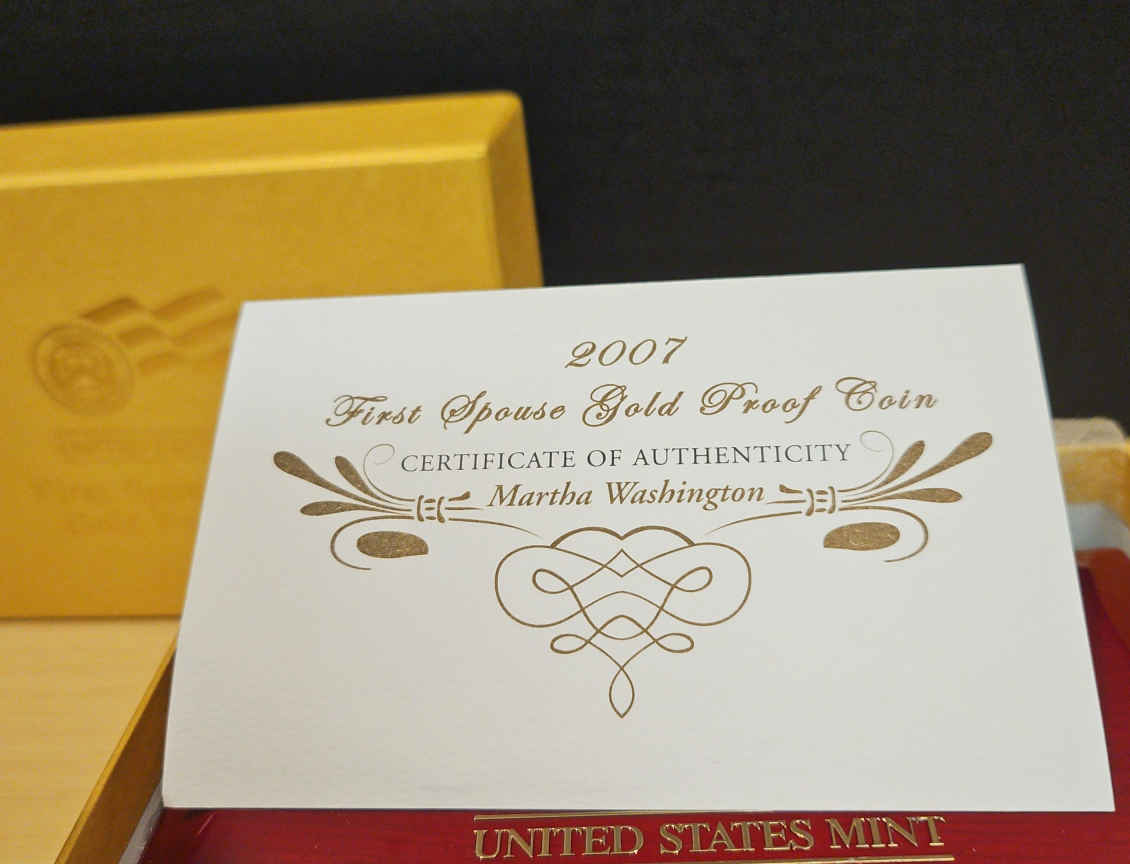 2007
First Spouse Gold Proof Coin
CERTIFICATE OF AUTHENTICITY
Martha Washington
UNITED STATES MINT